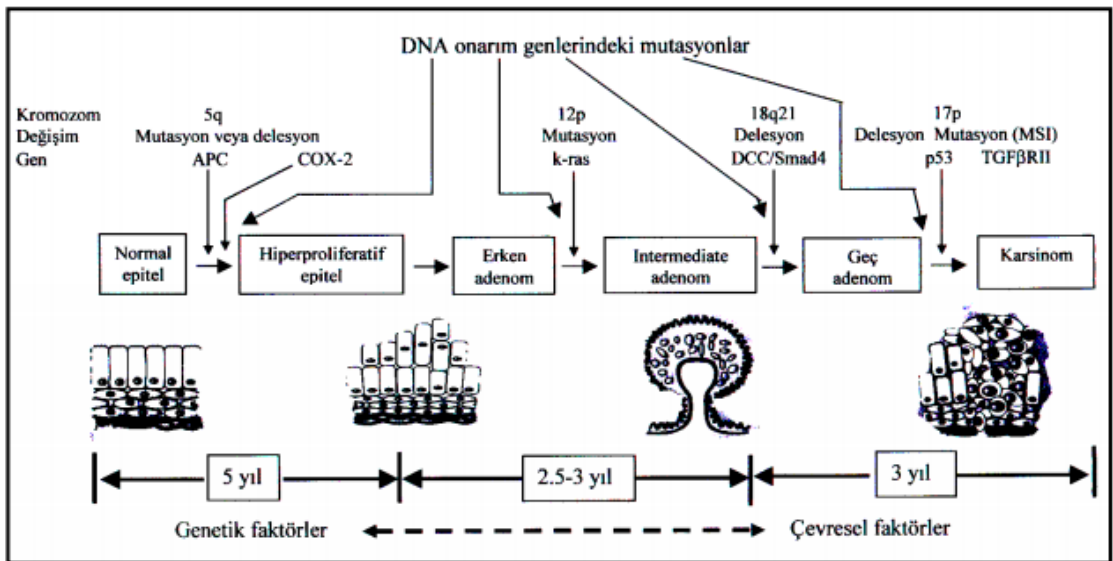 DNA onarım genlerindeki mutasyonlar
Kromozom 5q 12p 18q21 17p
Değişim Mutasyon veya delesyon Mutasyon Delesyon Delesyon Mutasyon (MSI)
Gen APC COX-2 k-ras DCC/Smad4 p53 TGFβRII
Normal epitel
Hiperproliferatif epitel
Erken adenom
Intermediate adenom
Geç adenom
Karsinom
5 yıl 2.5-3 yıl 3 yıl
Genetik faktörler Çevresel faktörler